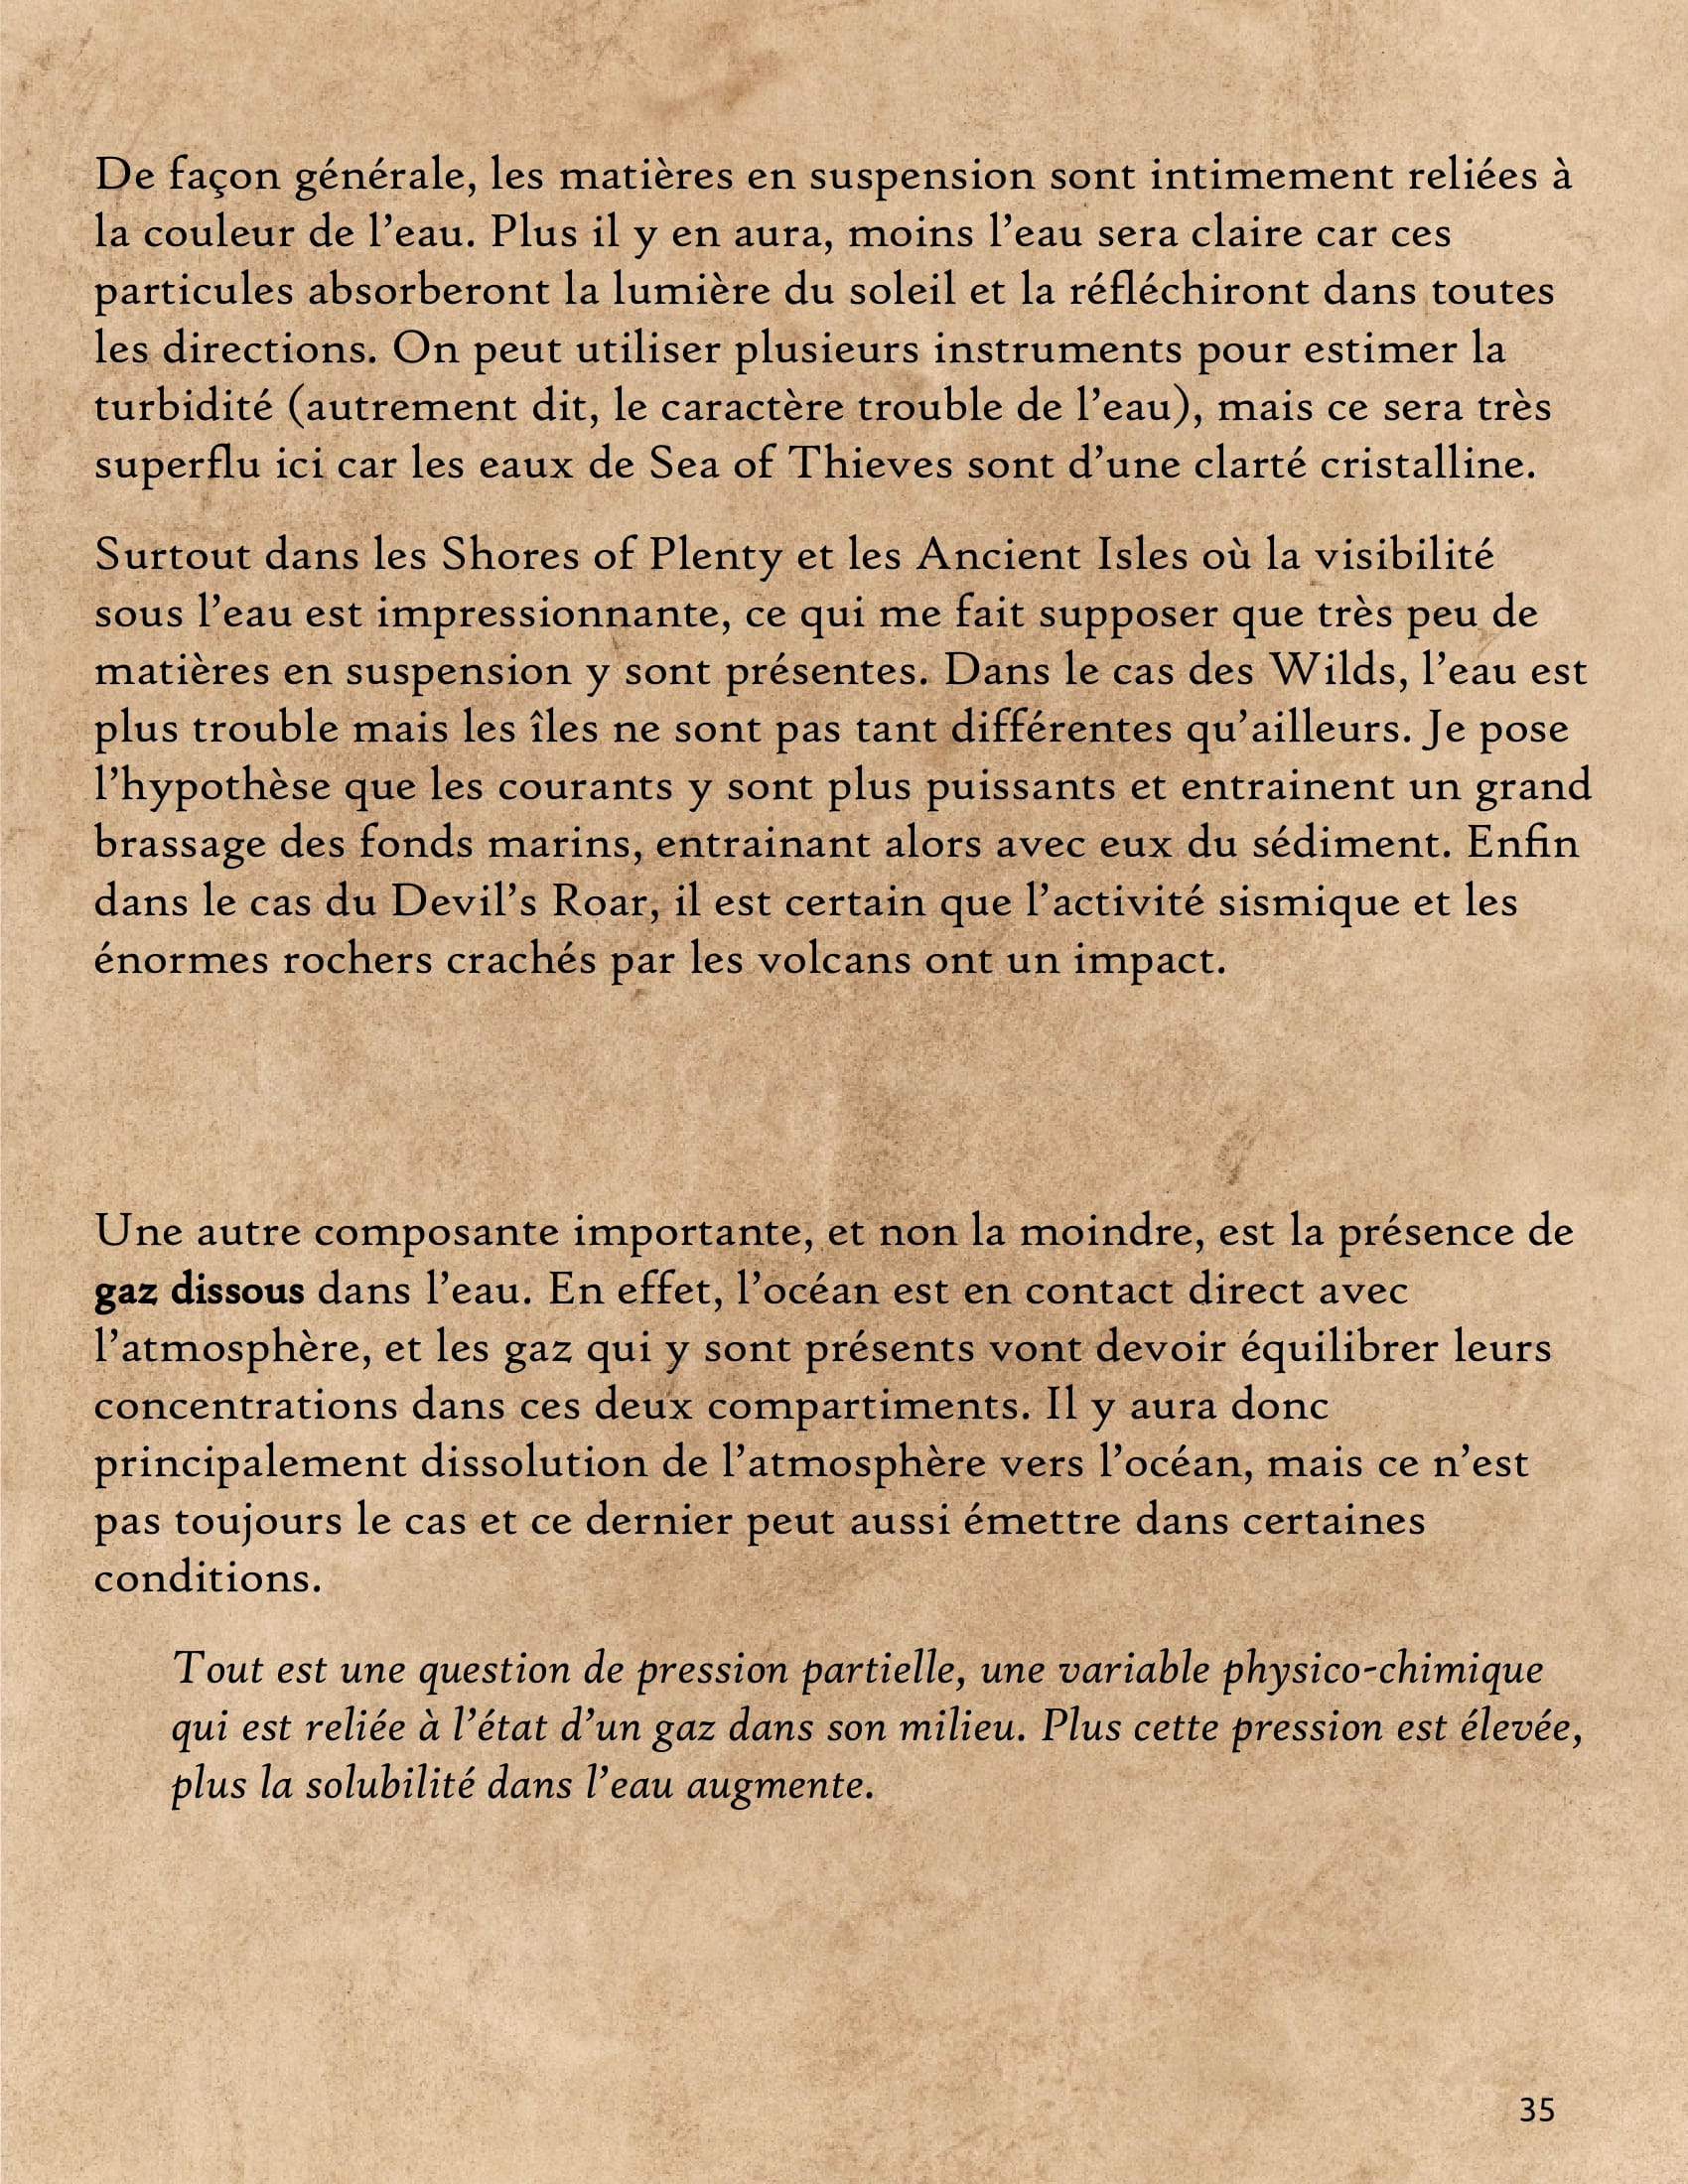 De façon générale, les matières en suspension sont intimement reliées à
la couleur de l’eau. Plus il y en aura, moins l’eau sera claire car ces
particules absorberont la lumière du soleil et la réfléchiront dans toutes
les directions. On peut utiliser plusieurs instruments pour estimer la
turbidité (autrement dit, le caractère trouble de l’eau), mais ce sera très
superflu ici car les eaux de Sea of Thieves sont d’une clarté cristalline.
Surtout dans les Shores of Plenty et les Ancient Isles où la visibilité
sous l’eau est impressionnante, ce qui me fait supposer que très peu de
matières en suspension y sont présentes. Dans le cas des Wilds, l’eau est
plus trouble mais les îles ne sont pas tant différentes qu’ailleurs. Je pose
l’hypothèse que les courants y sont plus puissants et entrainent un grand
brassage des fonds marins, entrainant alors avec eux du sédiment. Enfin
dans le cas du Devil’s Roar, il est certain que l’activité sismique et les
énormes rochers crachés par les volcans ont un impact.
Une autre composante importante, et non la moindre, est la présence de
gaz dissous dans l’eau. En effet, l’océan est en contact direct avec
l’atmosphère, et les gaz qui y sont présents vont devoir équilibrer leurs
concentrations dans ces deux compartiments. Il y aura donc
principalement dissolution de l’atmosphère vers l’océan, mais ce n’est
pas toujours le cas et ce dernier peut aussi émettre dans certaines
conditions.
Tout est une question de pression partielle, une variable physico-chimique
qui est reliée à l’état d’un gaz dans son milieu. Plus cette pression est élevée,
plus la solubilité dans l’eau augmente.
35